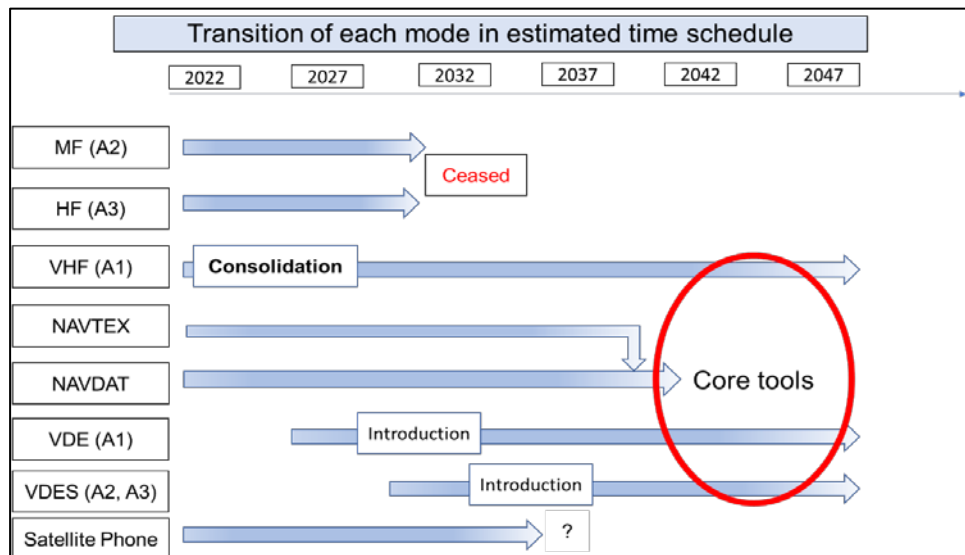 Transition of each mode in estimated time schedule
2022 2027 2032 2037 2042 2047
MF (A2)
Ceased
HF (A3)
VHF (A1) Consolidation
NAVTEX
NAVDAT Core tools
VDE (A1) Introduction
VDES (A2, A3) Introduction
Satellite Phone ?